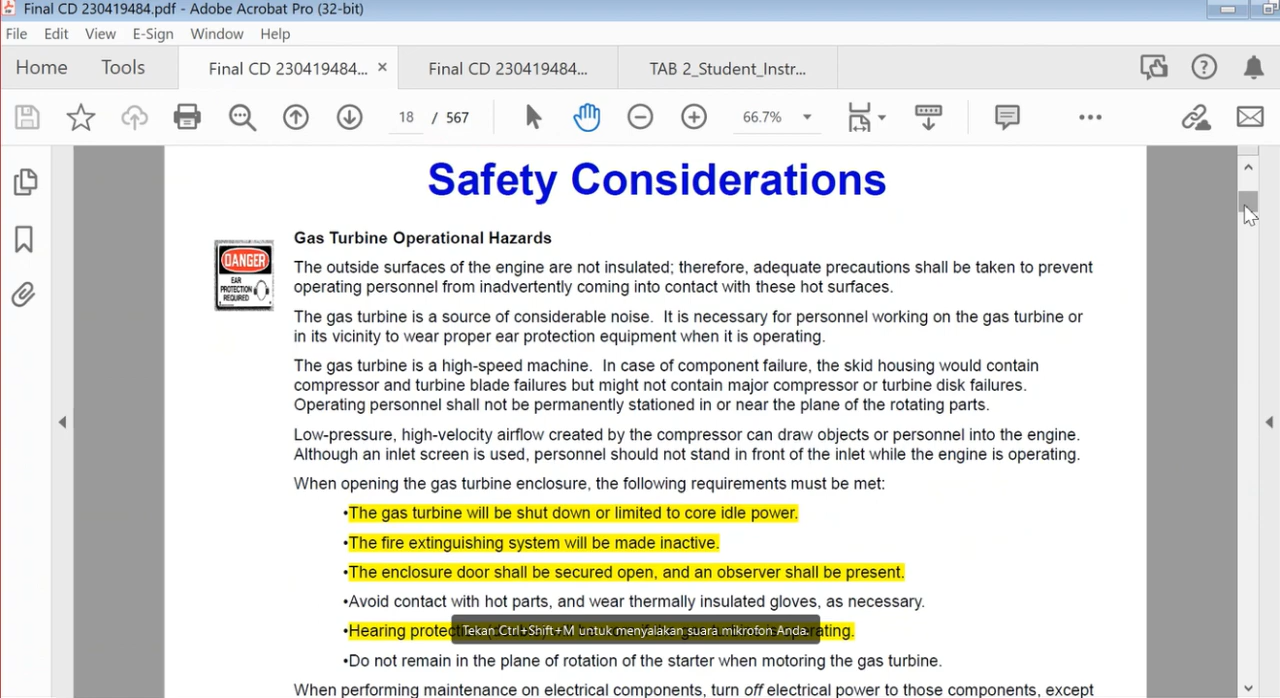 Final CD 230419484.pdf - Adobe Acrobat Pro (32-bit)
File Edit View E-Sign Window Help
Home Tools Final CD 230419484... × Final CD 230419484... TAB 2_Student_Instr...
18 / 567 66.7%
Safety Considerations
Gas Turbine Operational Hazards
DANGER
EAR
PROTECTION
REQUIRED
The outside surfaces of the engine are not insulated; therefore, adequate precautions shall be taken to prevent
operating personnel from inadvertently coming into contact with these hot surfaces.
The gas turbine is a source of considerable noise. It is necessary for personnel working on the gas turbine or
in its vicinity to wear proper ear protection equipment when it is operating.
The gas turbine is a high-speed machine. In case of component failure, the skid housing would contain
compressor and turbine blade failures but might not contain major compressor or turbine disk failures.
Operating personnel shall not be permanently stationed in or near the plane of the rotating parts.
Low-pressure, high-velocity airflow created by the compressor can draw objects or personnel into the engine.
Although an inlet screen is used, personnel should not stand in front of the inlet while the engine is operating.
When opening the gas turbine enclosure, the following requirements must be met:
•The gas turbine will be shut down or limited to core idle power.
•The fire extinguishing system will be made inactive.
•The enclosure door shall be secured open, and an observer shall be present.
•Avoid contact with hot parts, and wear thermally insulated gloves, as necessary.
•Hearing
Tekan Ctrl+Shift+M untuk menyalakan suara mikrofon Anda.
•Do not remain in the plane of rotation of the starter when motoring the gas turbine.
When performing maintenance on electrical components, turn off electrical power to those components, except